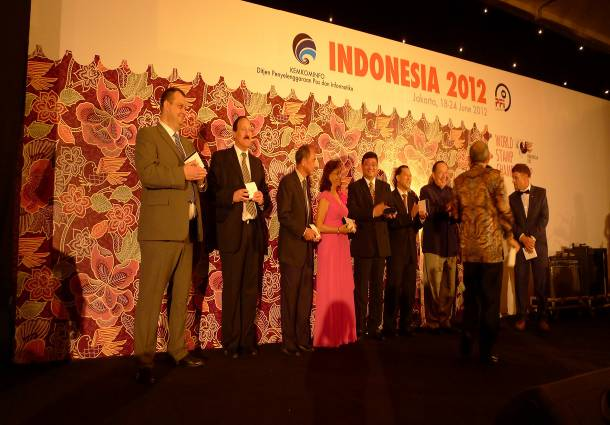 INDONESIA 2012
KEMKOMINFO
Ditjen Penyelenggaraan Pos dan Informatika
Jakarta, 18-24 June 2012
WORLD
STAMP